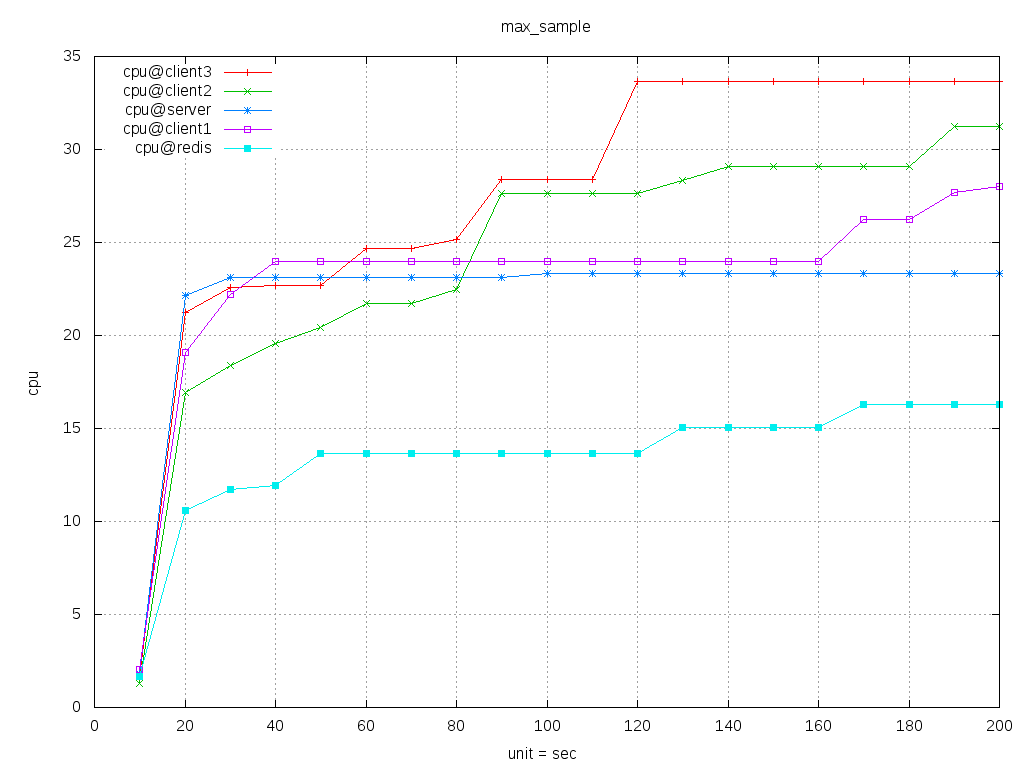 max_sample
35
30
25
20
15
10
5
0
cpu
cpu@client3
cpu@client2
cpu@server
cpu@client1
cpu@redis
0 20 40 60 80 100 120 140 160 180 200
unit = sec